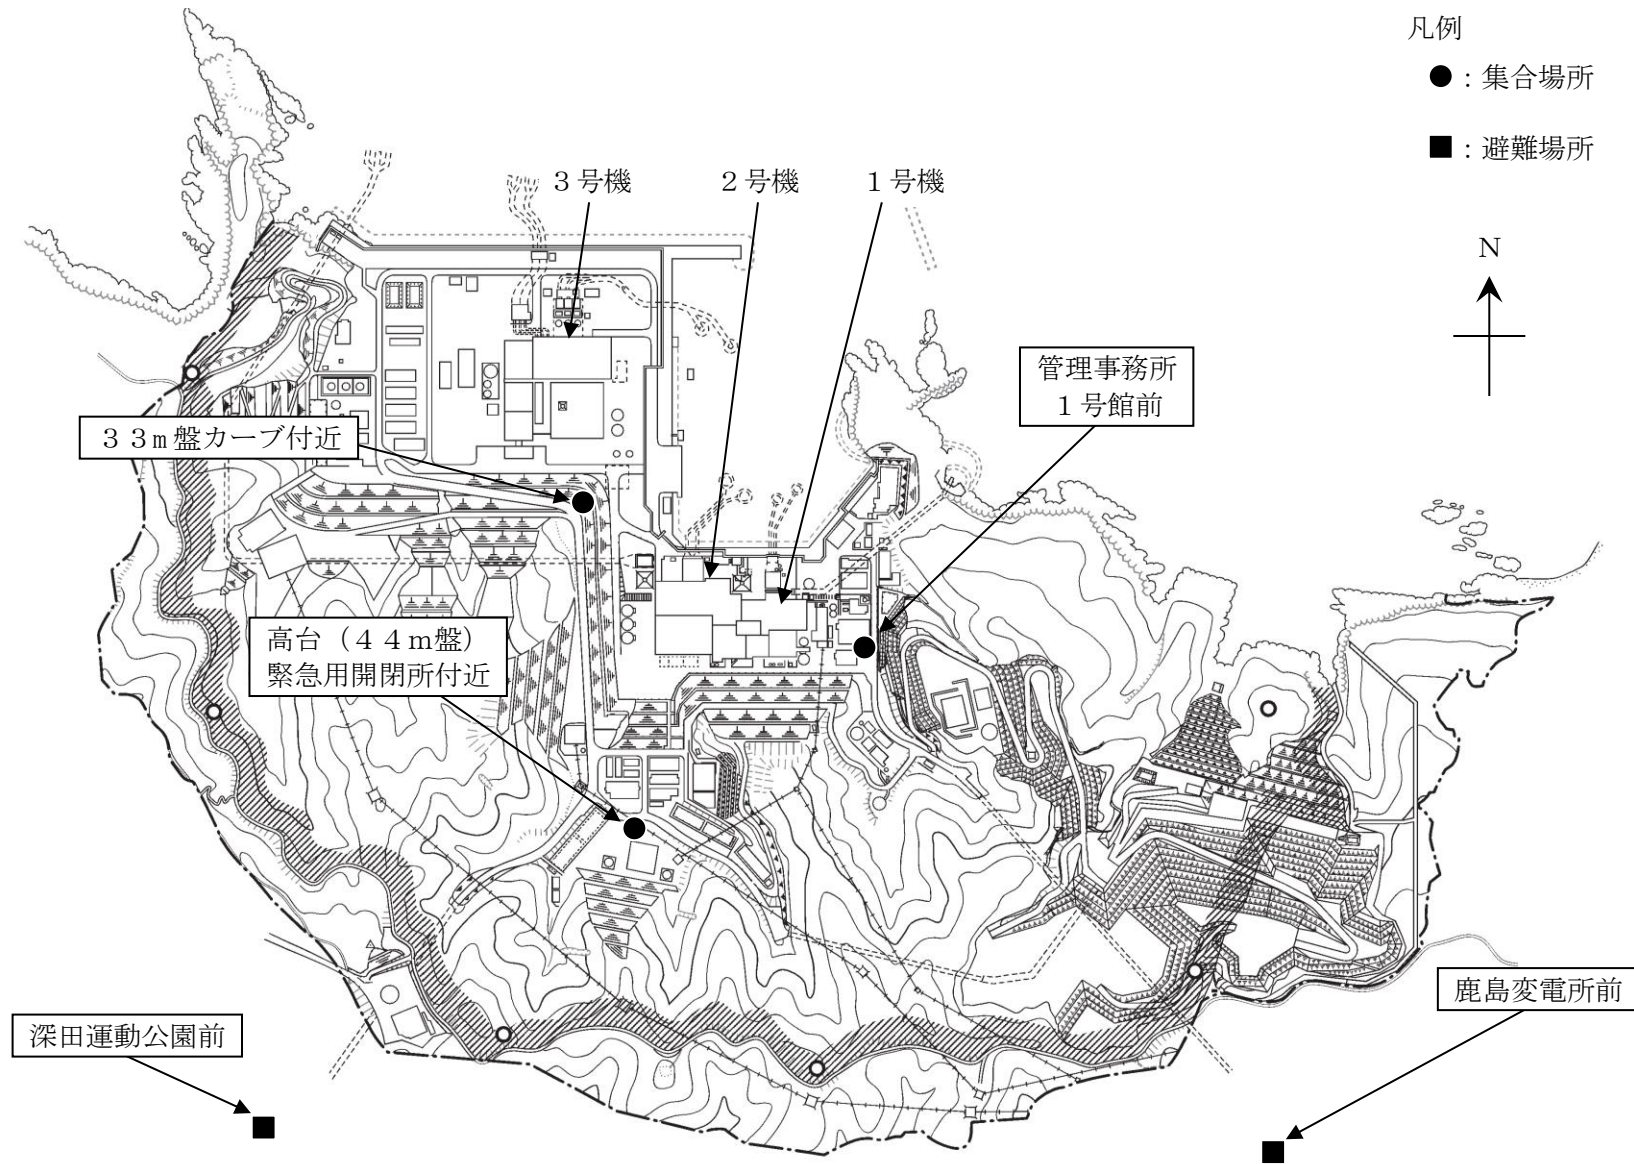 凡例
●：集合場所
■：避難場所
３号機
２号機
１号機
N
管理事務所
１号館前
３３ｍ盤カーブ付近
高台（４４ｍ盤）
緊急用開閉所付近
鹿島変電所前
深田運動公園前